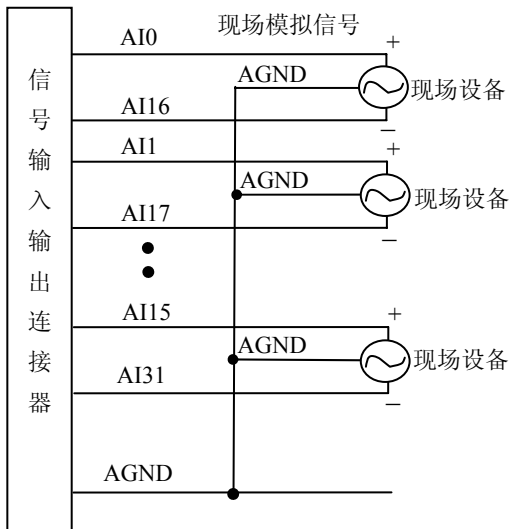 信号输入输出连接器
现场模拟信号
AI0
+
AGND
现场设备
AI16
−
AI1
+
AGND
现场设备
AI17
−
AI15
+
AGND
现场设备
AI31
−
AGND